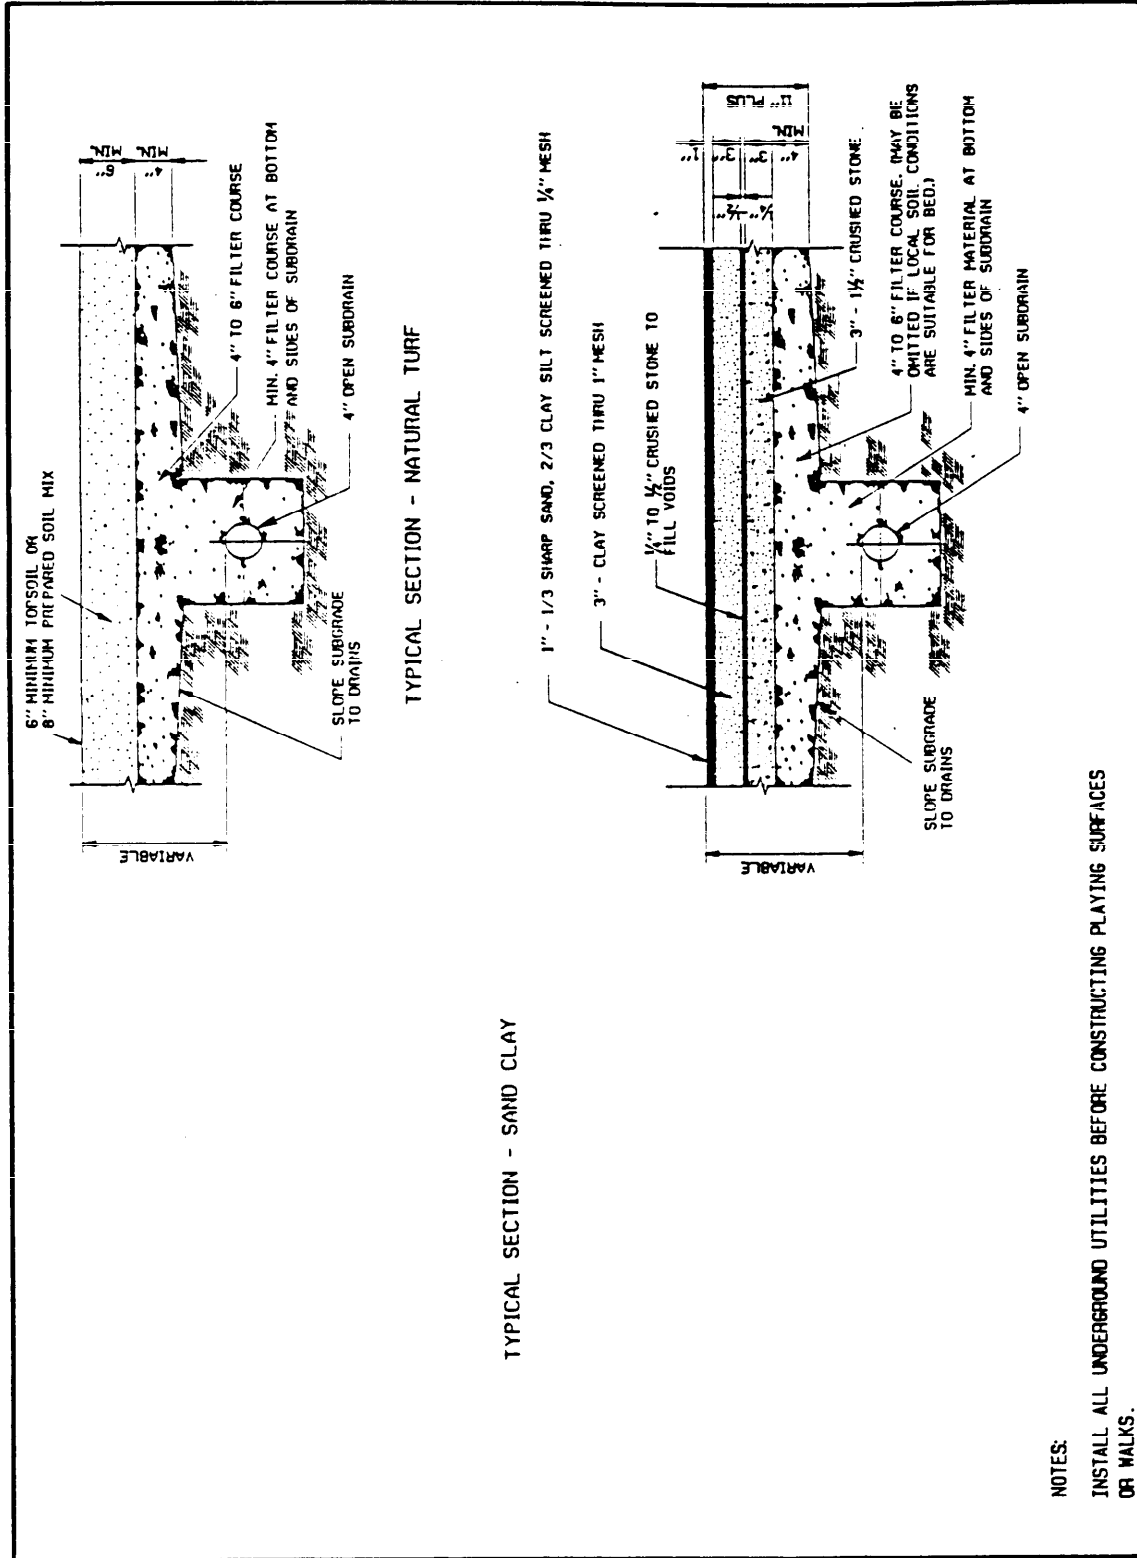 6" MINIMUM TOPSOIL OR
8" MINIMUM PREPARED SOIL MIX
VARIABLE
6"
MIN.
4"
MIN.
4" TO 6" FILTER COURSE
MIN. 4" FILTER COURSE AT BOTTOM
AND SIDES OF SUBDRAIN
4" OPEN SUBDRAIN
SLOPE SUBGRADE
TO DRAINS
TYPICAL SECTION - NATURAL TURF
TYPICAL SECTION - SAND CLAY
1" - 1/3 SHARP SAND, 2/3 CLAY SILT SCREENED THRU 1/4" MESH
3" - CLAY SCREENED THRU 1" MESH
1/4" TO 1/2" CRUSHED STONE TO
FILL VOIDS
VARIABLE
1/4"-1/2"
1"
3"
3"
4"
MIN.
11" PLUS
3" - 1½" CRUSHED STONE
4" TO 6" FILTER COURSE. (MAY BE
OMITTED IF LOCAL SOIL CONDITIONS
ARE SUITABLE FOR BED.)
MIN. 4" FILTER MATERIAL AT BOTTOM
AND SIDES OF SUBDRAIN
4" OPEN SUBDRAIN
SLOPE SUBGRADE
TO DRAINS
NOTES:
INSTALL ALL UNDERGROUND UTILITIES BEFORE CONSTRUCTING PLAYING SURFACES
OR WALKS.